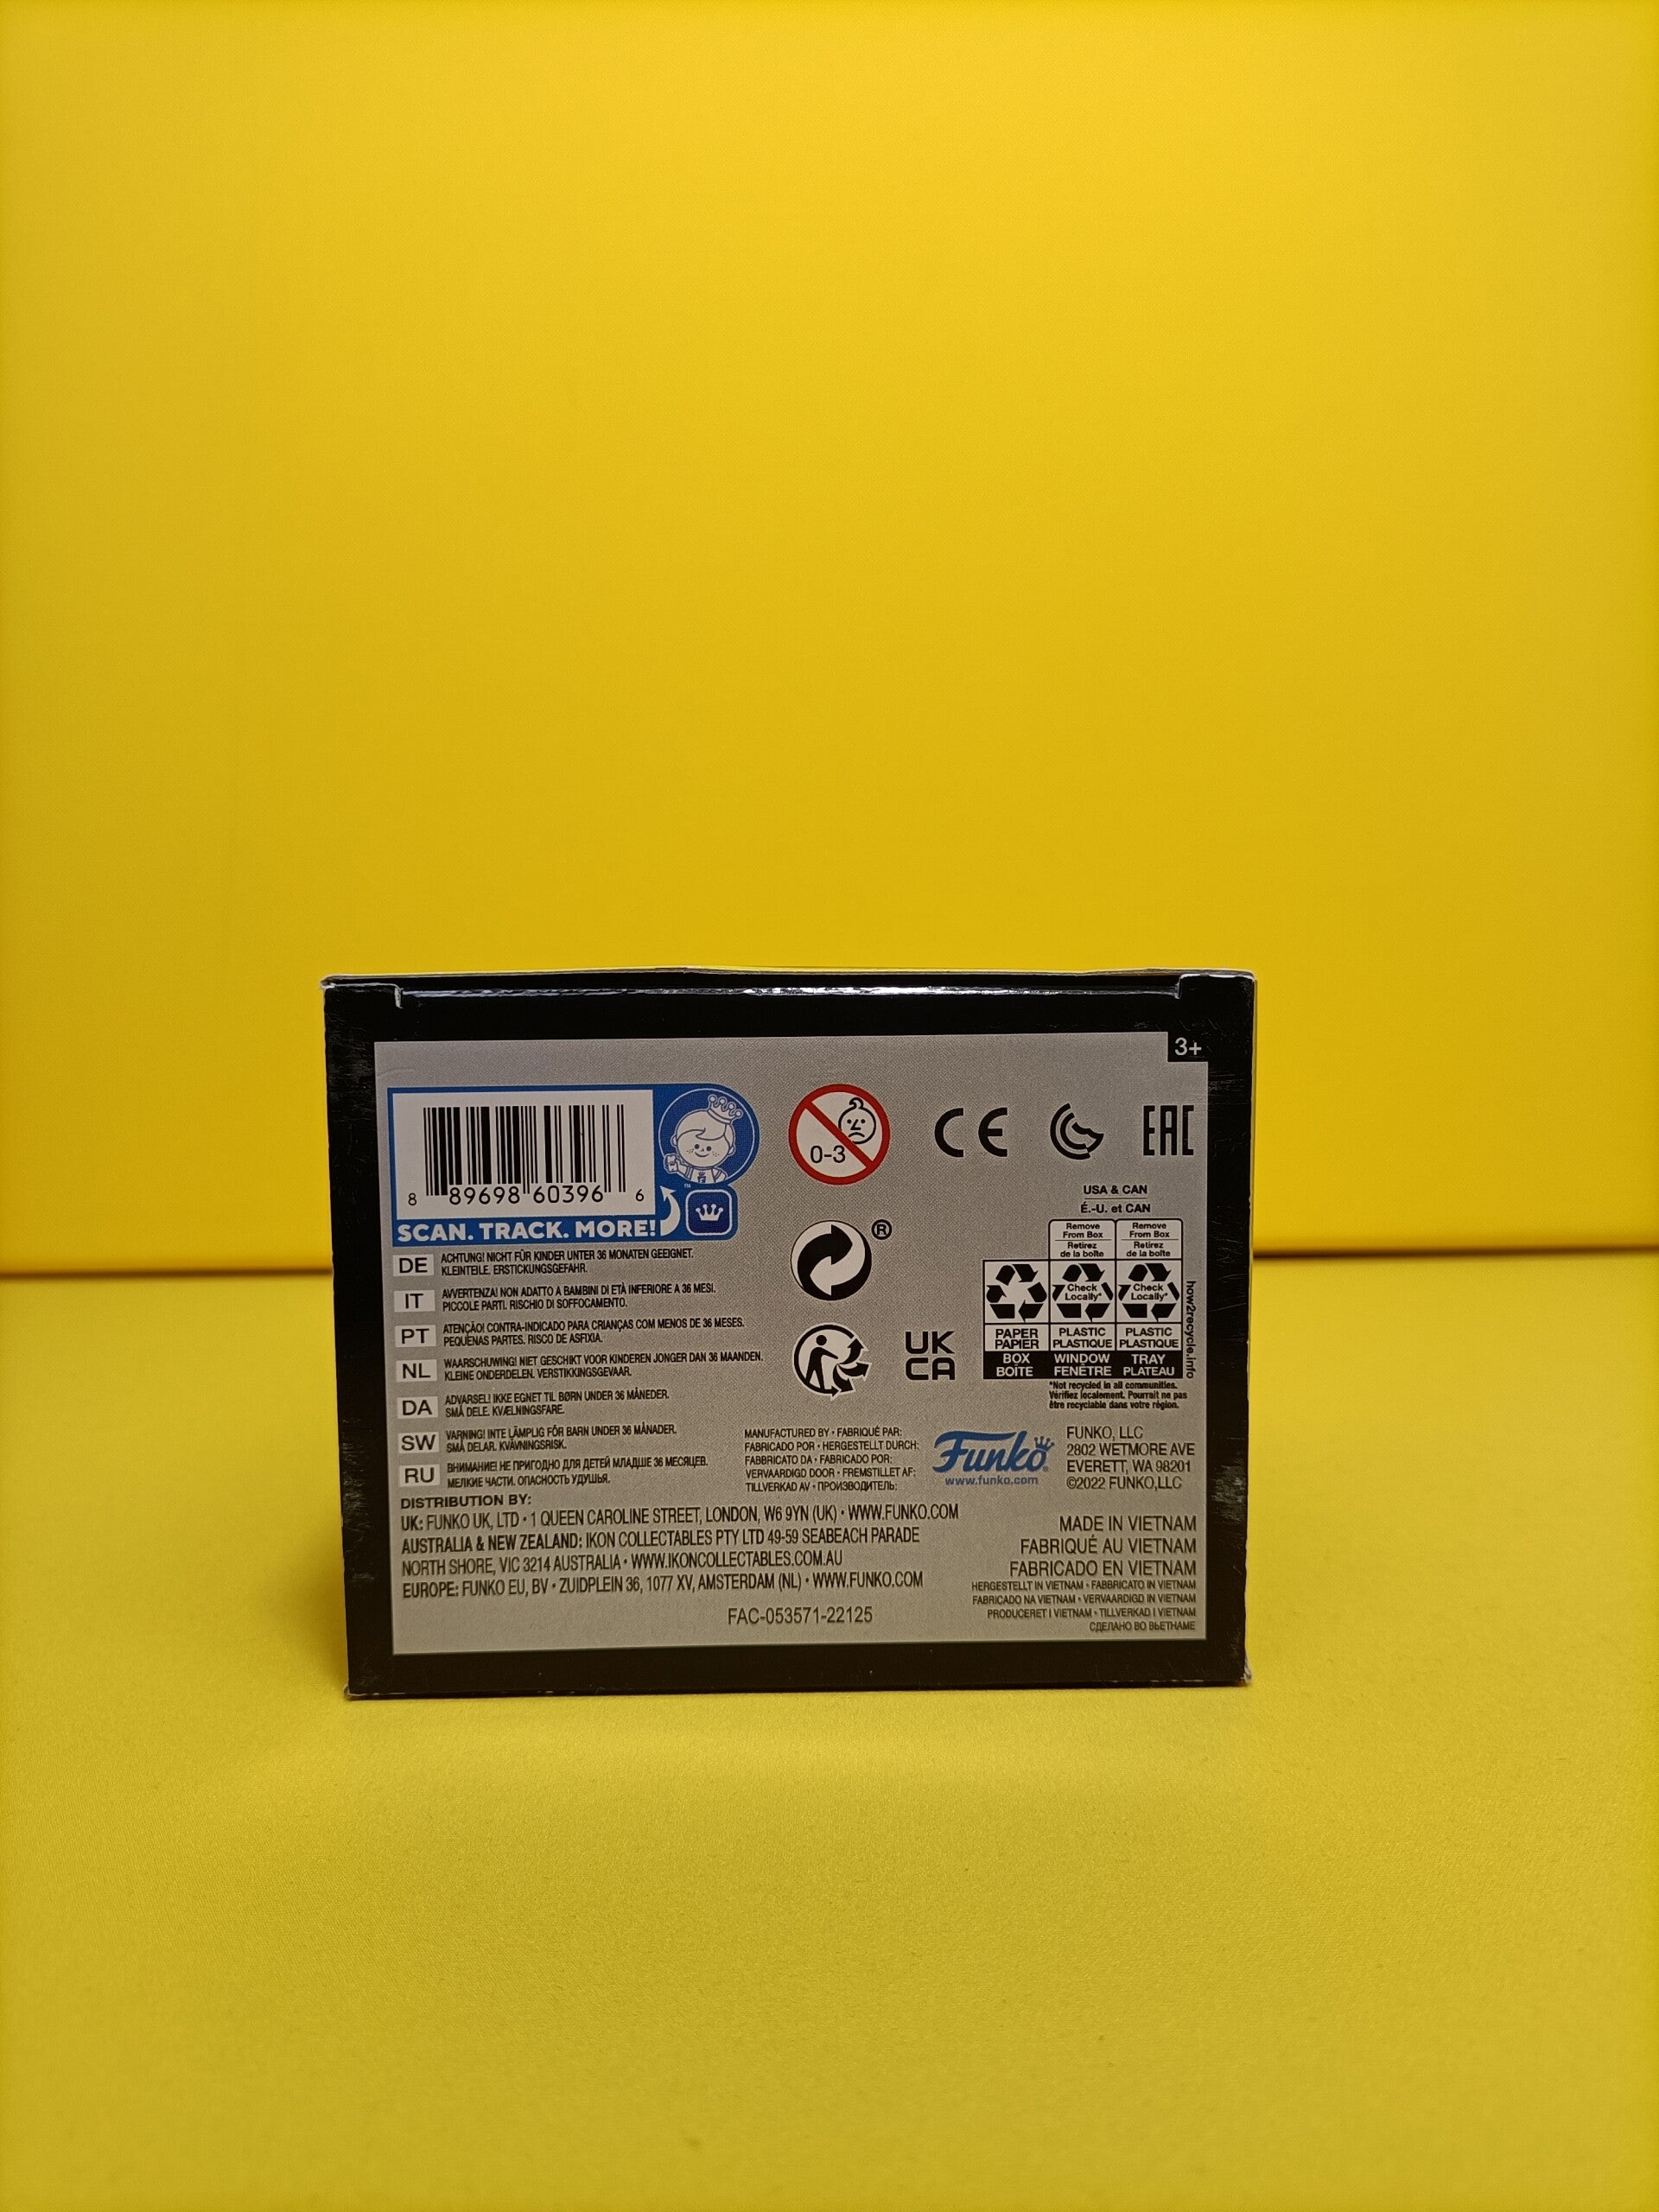 3+
8 89698 60396 6
SCAN. TRACK. MORE!
™
0-3
CE
EAC
®
UK
CA
USA & CAN
É.-U. et CAN
Remove From Box
Retirez de la boîte
Remove From Box
Retirez de la boîte
Check Locally*
Check Locally*
PAPER PAPIER
PLASTIC PLASTIQUE
PLASTIC PLASTIQUE
BOX BOÎTE
WINDOW FENÊTRE
TRAY PLATEAU
how2recycle.info
*Not recycled in all communities.
Vérifiez localement. Pourrait ne pas
être recyclable dans votre région.
DE ACHTUNG! NICHT FÜR KINDER UNTER 36 MONATEN GEEIGNET.
KLEINTEILE. ERSTICKUNGSGEFAHR.
IT AVVERTENZA! NON ADATTO A BAMBINI DI ETÀ INFERIORE A 36 MESI.
PICCOLE PARTI. RISCHIO DI SOFFOCAMENTO.
PT ATENÇÃO! CONTRA-INDICADO PARA CRIANÇAS COM MENOS DE 36 MESES.
PEQUENAS PARTES. RISCO DE ASFIXIA.
NL WAARSCHUWING! NIET GESCHIKT VOOR KINDEREN JONGER DAN 36 MAANDEN.
KLEINE ONDERDELEN. VERSTIKKINGSGEVAAR.
DA ADVARSEL! IKKE EGNET TIL BØRN UNDER 36 MÅNEDER.
SMÅ DELE. KVÆLNINGSFARE.
SW VARNING! INTE LÄMPLIG FÖR BARN UNDER 36 MÅNADER.
SMÅ DELAR. KVÄVNINGSRISK.
RU ВНИМАНИЕ! НЕ ПРИГОДНО ДЛЯ ДЕТЕЙ МЛАДШЕ 36 МЕСЯЦЕВ.
МЕЛКИЕ ЧАСТИ. ОПАСНОСТЬ УДУШЬЯ.
MANUFACTURED BY • FABRIQUÉ PAR:
FABRICADO POR • HERGESTELLT DURCH:
FABBRICATO DA • FABRICADO POR:
VERVAARDIGD DOOR • FREMSTILLET AF:
TILLVERKAD AV • ПРОИЗВОДИТЕЛЬ:
Funko®
www.funko.com
FUNKO, LLC
2802 WETMORE AVE
EVERETT, WA 98201
©2022 FUNKO,LLC
DISTRIBUTION BY:
UK: FUNKO UK, LTD • 1 QUEEN CAROLINE STREET, LONDON, W6 9YN (UK) • WWW.FUNKO.COM
AUSTRALIA & NEW ZEALAND: IKON COLLECTABLES PTY LTD 49-59 SEABEACH PARADE
NORTH SHORE, VIC 3214 AUSTRALIA • WWW.IKONCOLLECTABLES.COM.AU
EUROPE: FUNKO EU, BV • ZUIDPLEIN 36, 1077 XV, AMSTERDAM (NL) • WWW.FUNKO.COM
FAC-053571-22125
MADE IN VIETNAM
FABRIQUÉ AU VIETNAM
FABRICADO EN VIETNAM
HERGESTELLT IN VIETNAM • FABBRICATO IN VIETNAM
FABRICADO NA VIETNAM • VERVAARDIGD IN VIETNAM
PRODUCERET I VIETNAM • TILLVERKAD I VIETNAM
СДЕЛАНО ВО ВЬЕТНАМЕ